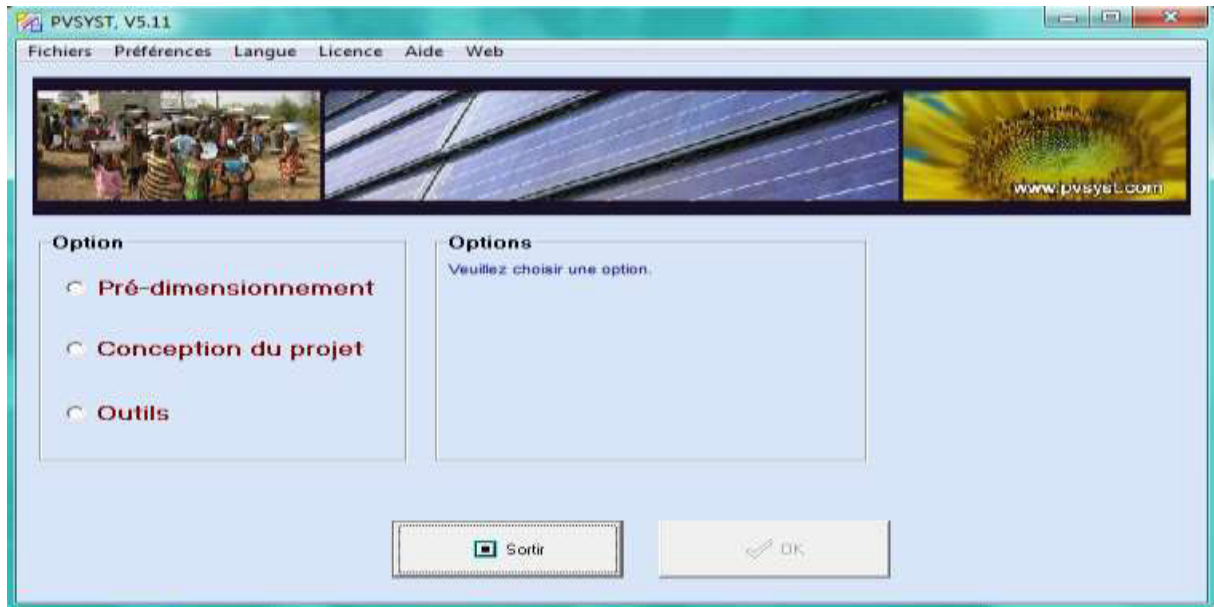 PVSYST, V5.11
Fichiers Préférences Langue Licence Aide Web
www.pvsyst.com
Option
Pré-dimensionnement
Conception du projet
Outils
Options
Veuillez choisir une option.
Sortir
OK